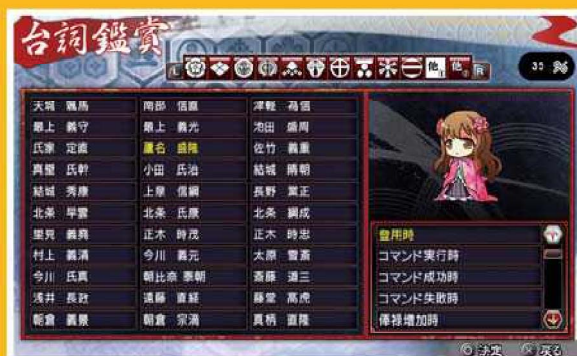 台詞鑑賞
L 他1 他2 R 35
天城 颯馬 南部 信直 津軽 為信
最上 義守 最上 義光 池田 盛周
氏家 定直 蘆名 盛隆 佐竹 義重
真壁 氏幹 小田 氏治 結城 晴朝
結城 秀康 上泉 信綱 長野 業正
北条 早雲 北条 氏康 北条 綱成
里見 義堯 正木 時茂 正木 時忠
村上 義清 今川 義元 太原 雪斎
今川 氏真 朝比奈 泰朝 斎藤 道三
浅井 長政 遠藤 直経 藤堂 高虎
朝倉 義景 朝倉 宗滴 真柄 直隆
登用時
コマンド実行時
コマンド成功時
コマンド失敗時
俸禄増加時
決定 戻る